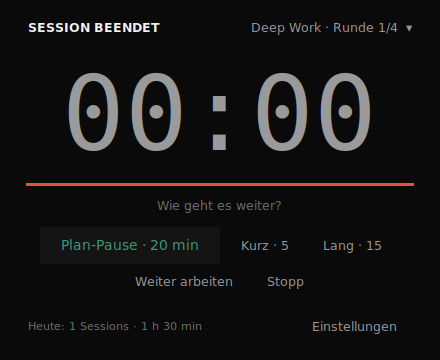 SESSION BEENDET Deep Work · Runde 1/4 ▾
00:00
Wie geht es weiter?
Plan-Pause · 20 min Kurz · 5 Lang · 15
Weiter arbeiten Stopp
Heute: 1 Sessions · 1 h 30 min Einstellungen